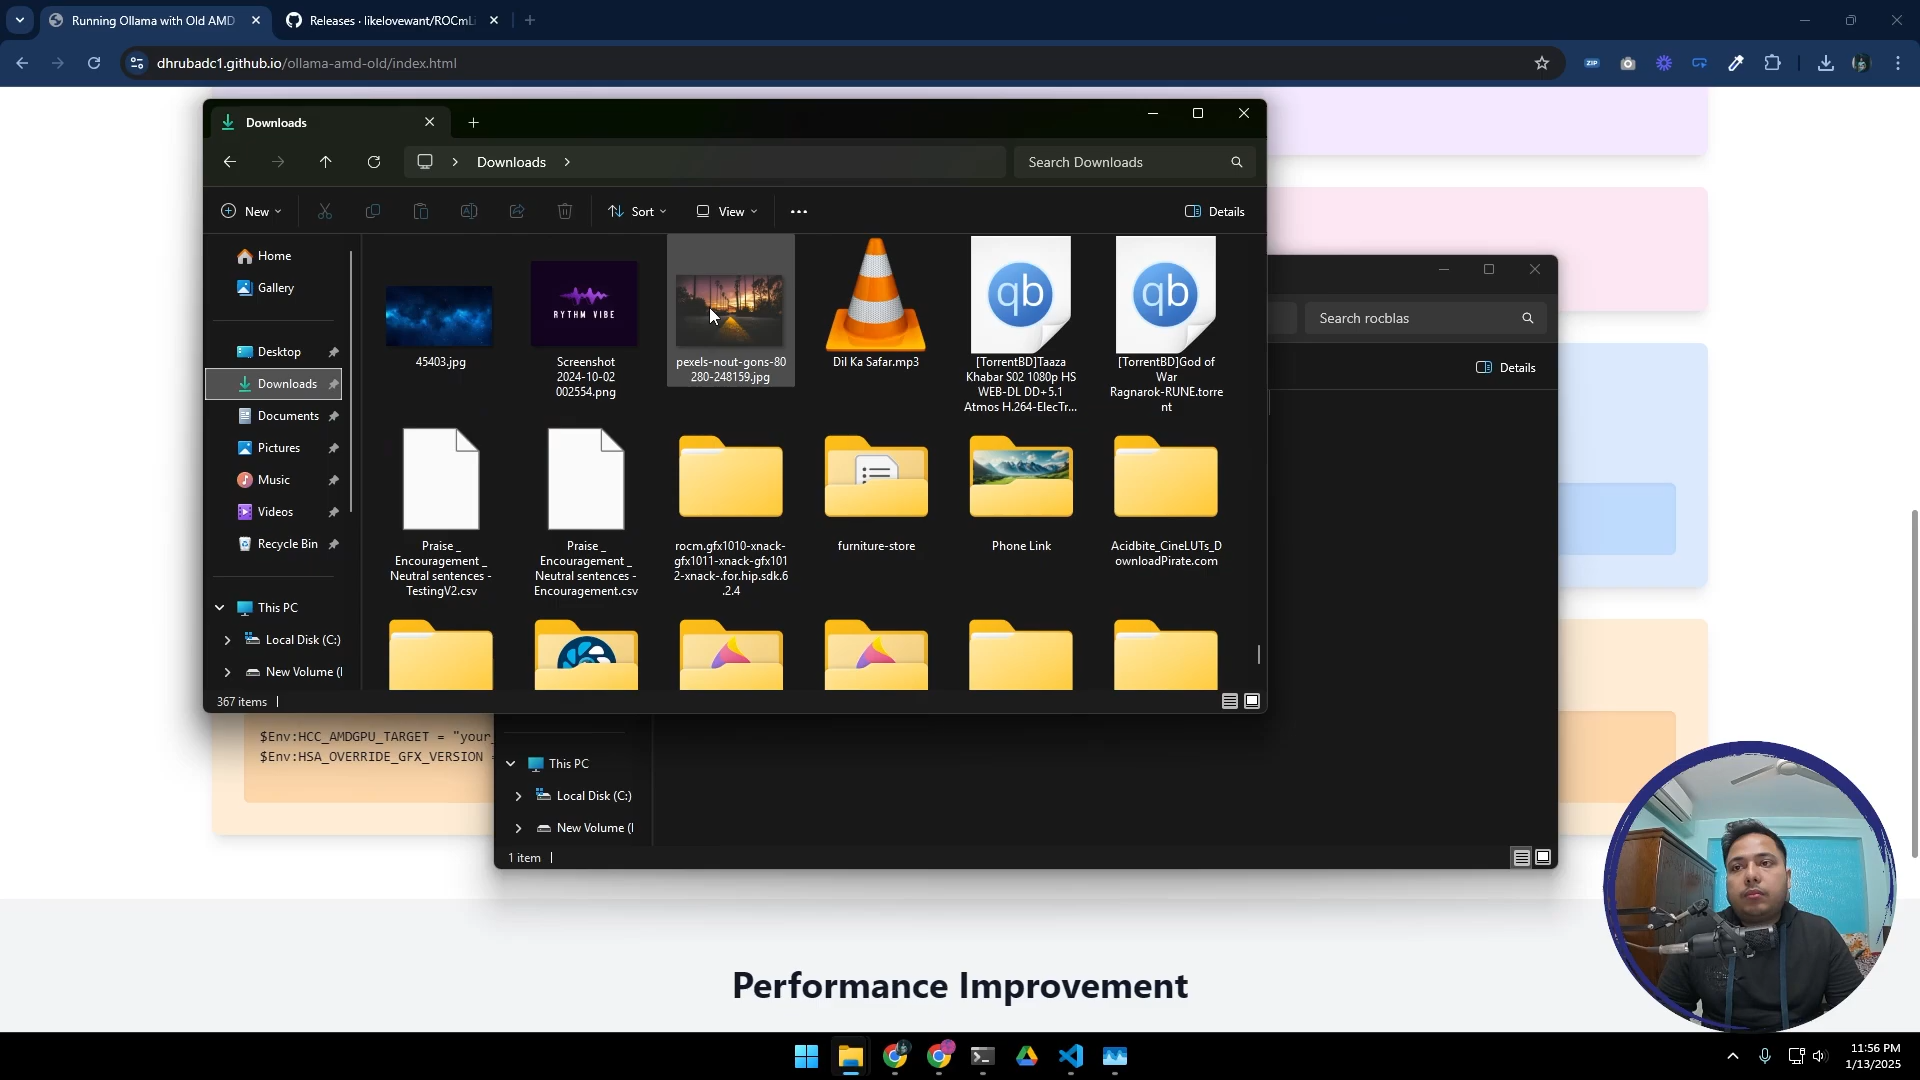 Running Ollama with Old AMD
Releases · likelovewant/ROCmL
dhrubadc1.github.io/ollama-amd-old/index.html
ZIP
Downloads
Downloads
Search Downloads
New
Sort
View
Details
Home
Gallery
Desktop
Downloads
Documents
Pictures
Music
Videos
Recycle Bin
This PC
Local Disk (C:)
New Volume (
RYTHM VIBE
qb
qb
45403.jpg
Screenshot
2024-10-02
002554.png
pexels-nout-gons-80
280-248159.jpg
Dil Ka Safar.mp3
[TorrentBD]Taaza
Khabar S02 1080p HS
WEB-DL DD+5.1
Atmos H.264-ElecTr...
[TorrentBD]God of
War
Ragnarok-RUNE.torre
nt
Praise _
Encouragement _
Neutral sentences -
TestingV2.csv
Praise _
Encouragement _
Neutral sentences -
Encouragement.csv
rocm.gfx1010-xnack-
gfx1011-xnack-gfx101
2-xnack-.for.hip.sdk.6
.2.4
furniture-store
Phone Link
Acidbite_CineLUTs_D
ownloadPirate.com
367 items
Search rocblas
Details
This PC
Local Disk (C:)
New Volume (
1 item
$Env:HCC_AMDGPU_TARGET = "your_
$Env:HSA_OVERRIDE_GFX_VERSION =
Performance Improvement
11:56 PM
1/13/2025